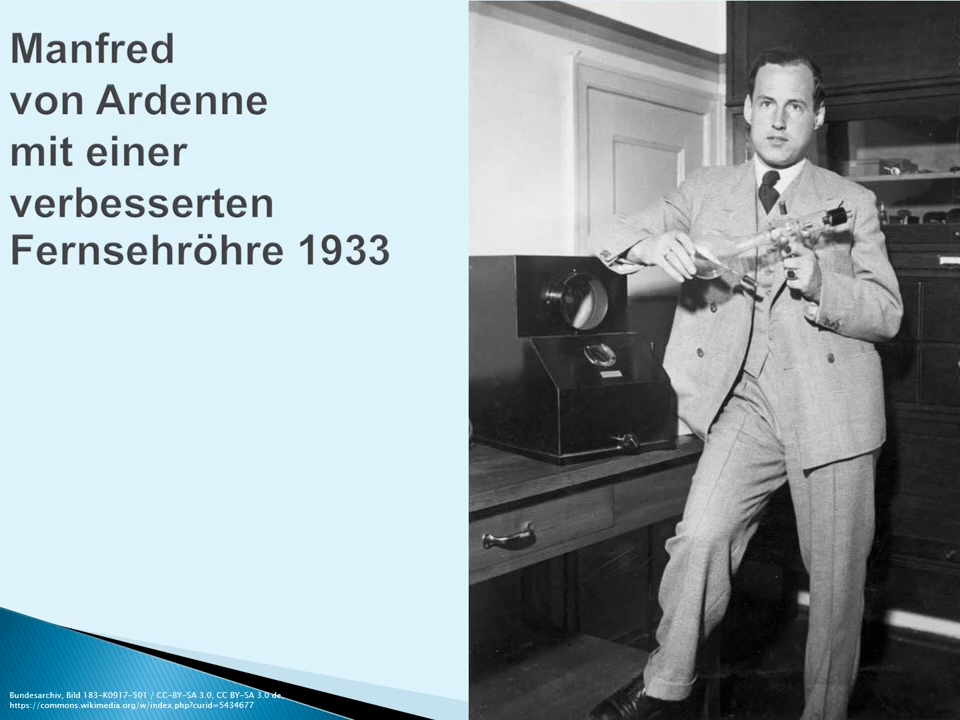 Manfred
von Ardenne
mit einer
verbesserten
Fernsehröhre 1933
Bundesarchiv, Bild 183-K0917-501 / CC-BY-SA 3.0, CC BY-SA 3.0 de,
https://commons.wikimedia.org/w/index.php?curid=5434677